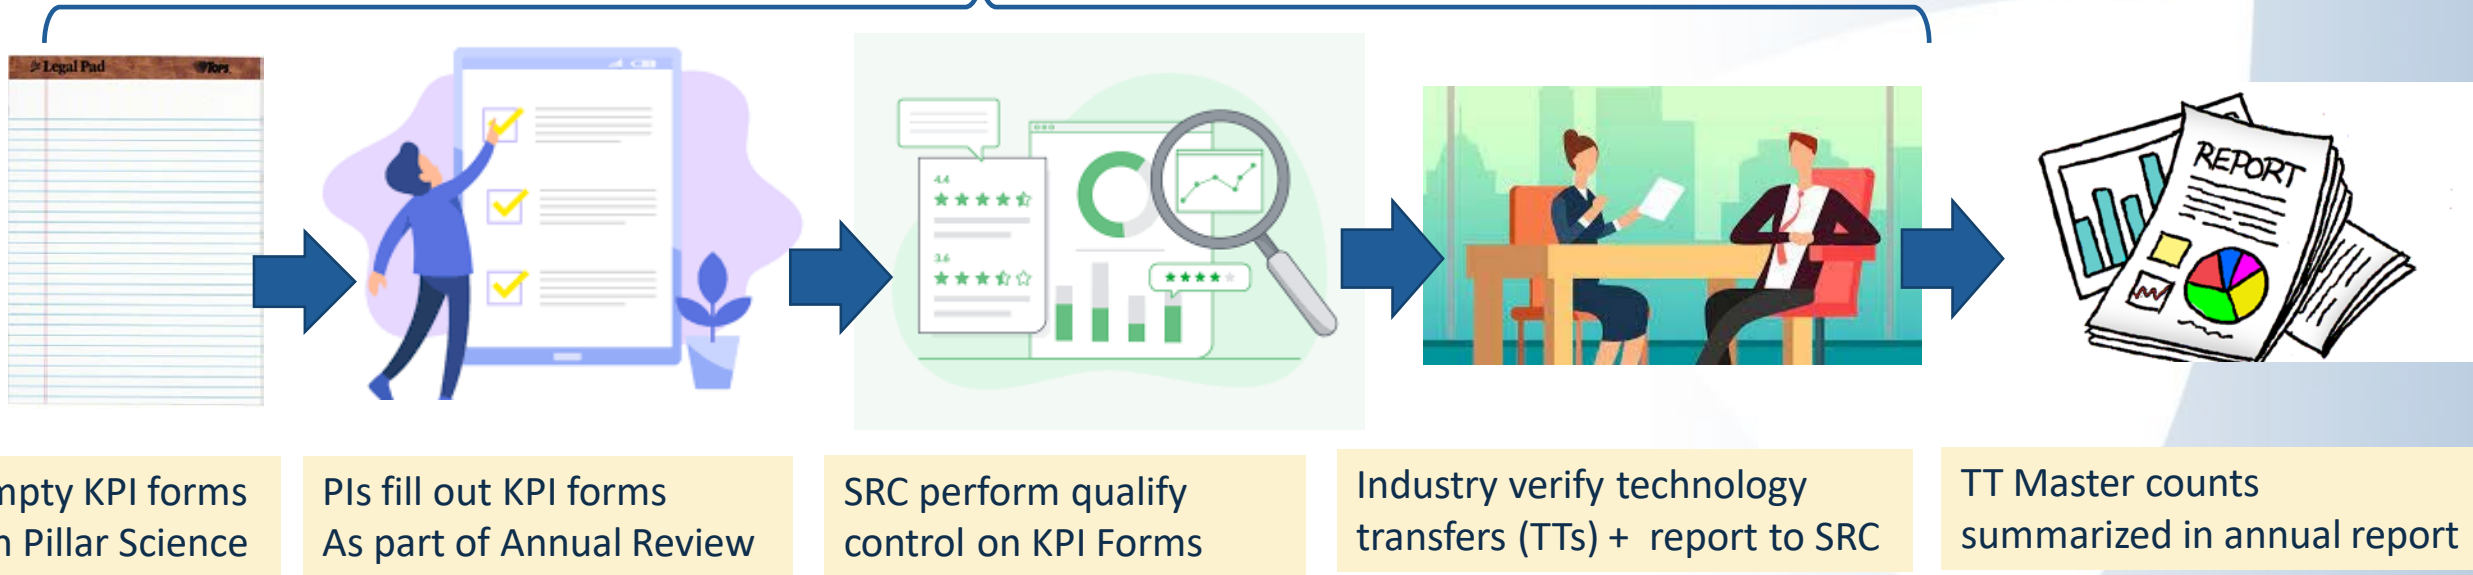 Legal Pad
TOPS
4.4
3.6
REPORT
mpty KPI forms
n Pillar Science
PIs fill out KPI forms
As part of Annual Review
SRC perform qualify
control on KPI Forms
Industry verify technology
transfers (TTs) + report to SRC
TT Master counts
summarized in annual report